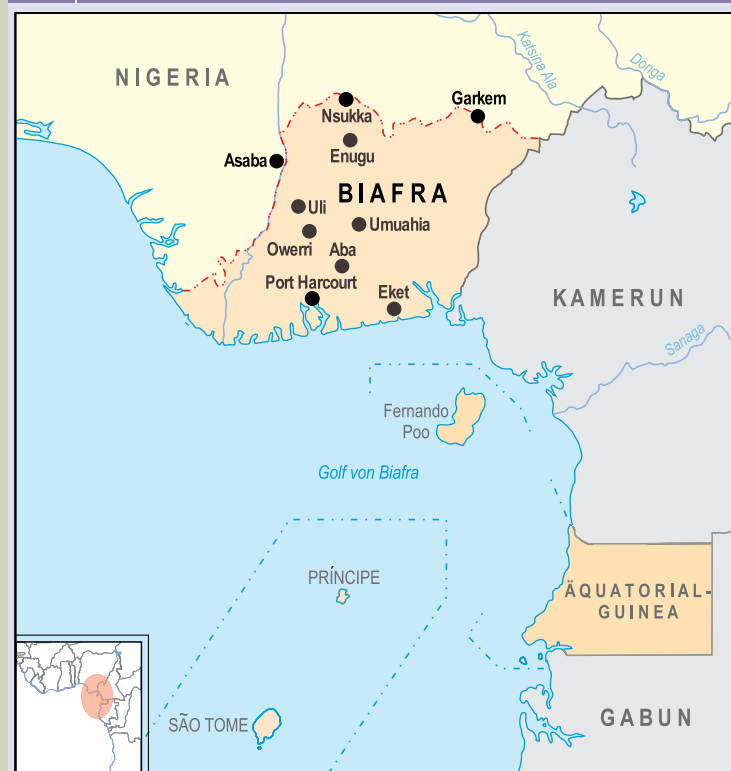 Katsina Ala
Donga
NIGERIA
Garkem
Nsukka
Asaba
Enugu
BIAFRA
Uli
Umuahia
Owerri
Aba
Port Harcourt
Eket
KAMERUN
Sanaga
Fernando
Poo
Golf von Biafra
PRÍNCIPE
ÄQUATORIAL-
GUINEA
SÃO TOME
GABUN